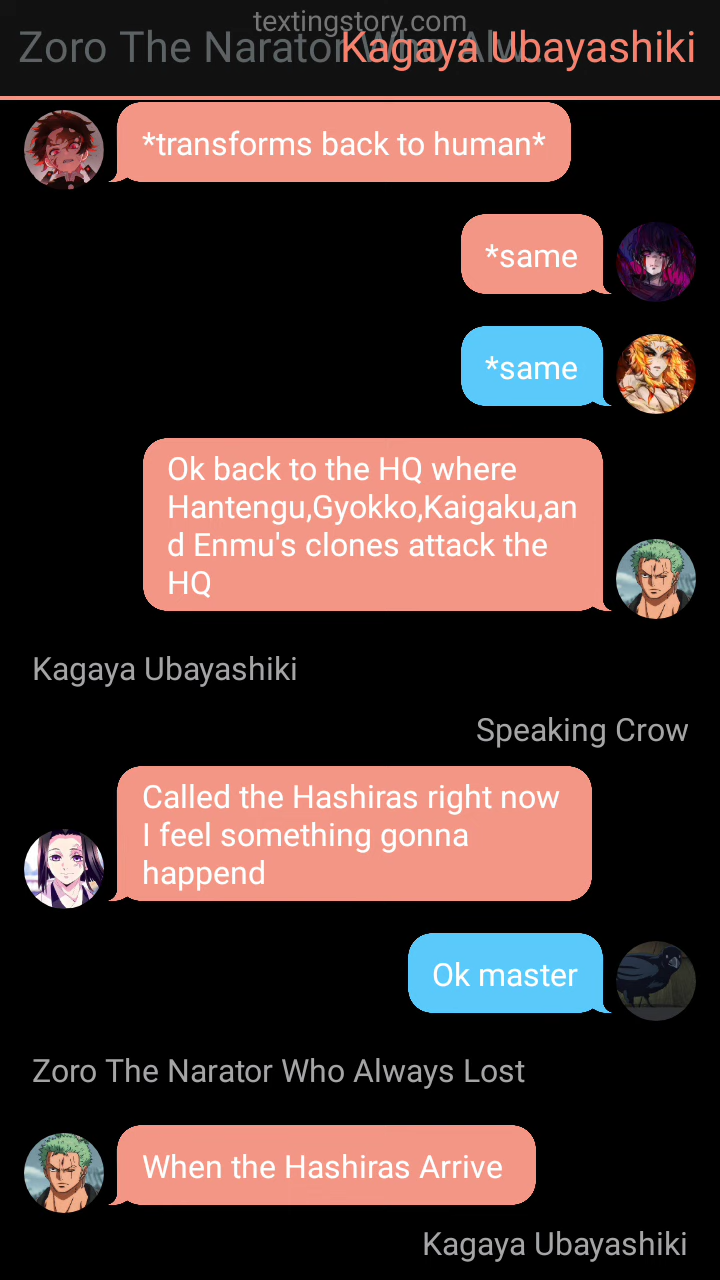 textingstory.com
Zoro The Narator Who Alw...
Kagaya Ubayashiki
*transforms back to human*
*same
*same
Ok back to the HQ where
Hantengu,Gyokko,Kaigaku,an
d Enmu's clones attack the
HQ
Kagaya Ubayashiki
Speaking Crow
Called the Hashiras right now
I feel something gonna
happend
Ok master
Zoro The Narator Who Always Lost
When the Hashiras Arrive
Kagaya Ubayashiki